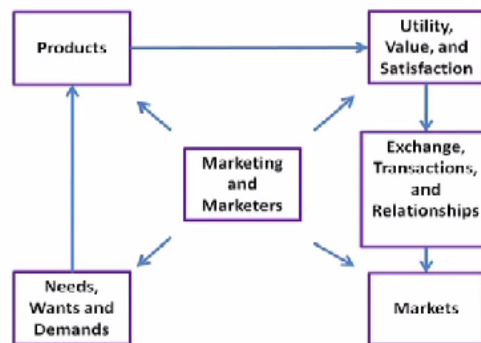 Products
Utility,
Value, and
Satisfaction
Marketing
and
Marketers
Exchange,
Transactions,
and
Relationships
Needs,
Wants and
Demands
Markets